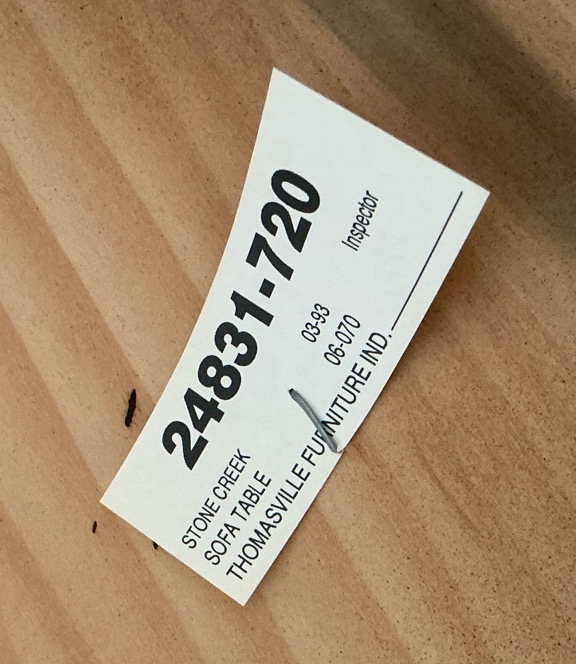 24831-720
STONE CREEK 03-93 Inspector
SOFA TABLE 06-070
THOMASVILLE FURNITURE IND.